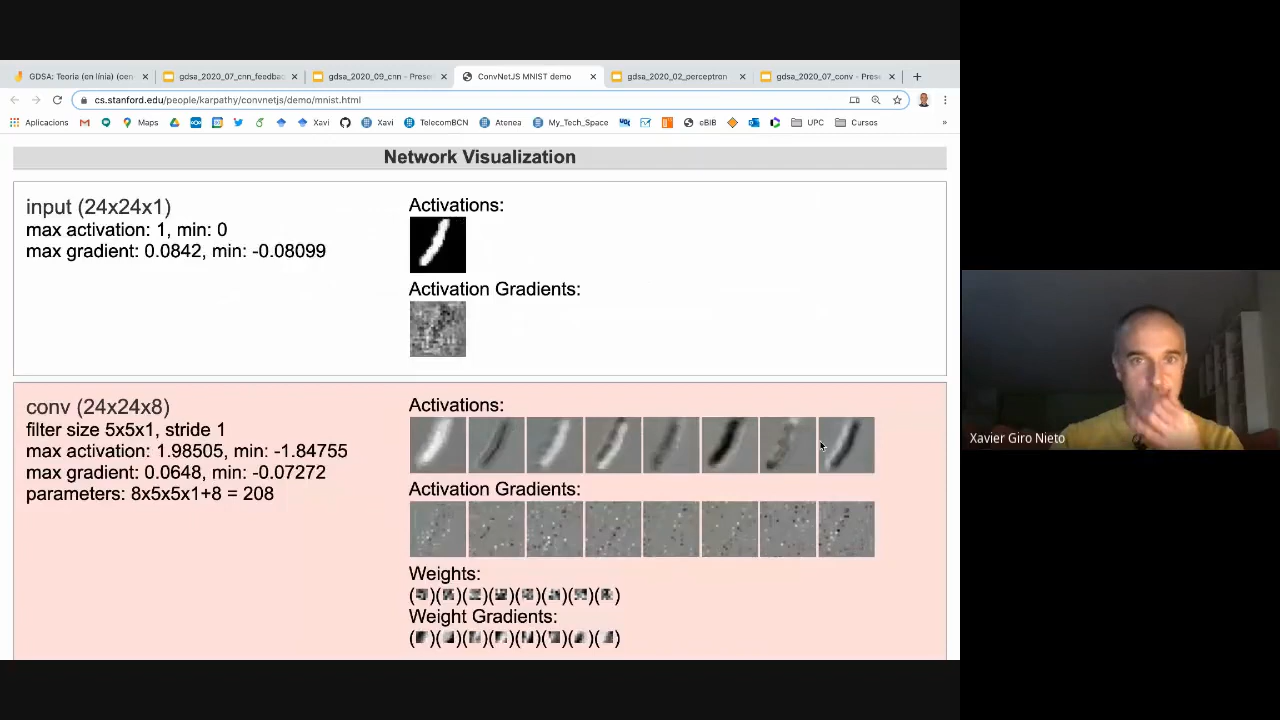 GDSA: Teoria (en línia) (cen
gdsa_2020_07_cnn_feedba
gdsa_2020_09_cnn - Prese
ConvNetJS MNIST demo
gdsa_2020_02_perceptron
gdsa_2020_07_conv - Prese
cs.stanford.edu/people/karpathy/convnetjs/demo/mnist.html
Aplicacions Maps Xavi Xavi TelecomBCN Atenea My_Tech_Space eBIB UPC Cursos »
Network Visualization
input (24x24x1)
max activation: 1, min: 0
max gradient: 0.0842, min: -0.08099
Activations:
Activation Gradients:
conv (24x24x8)
filter size 5x5x1, stride 1
max activation: 1.98505, min: -1.84755
max gradient: 0.0648, min: -0.07272
parameters: 8x5x5x1+8 = 208
Activations:
Activation Gradients:
Weights:
()()()()()()()()
Weight Gradients:
()()()()()()()()
Xavier Giro Nieto